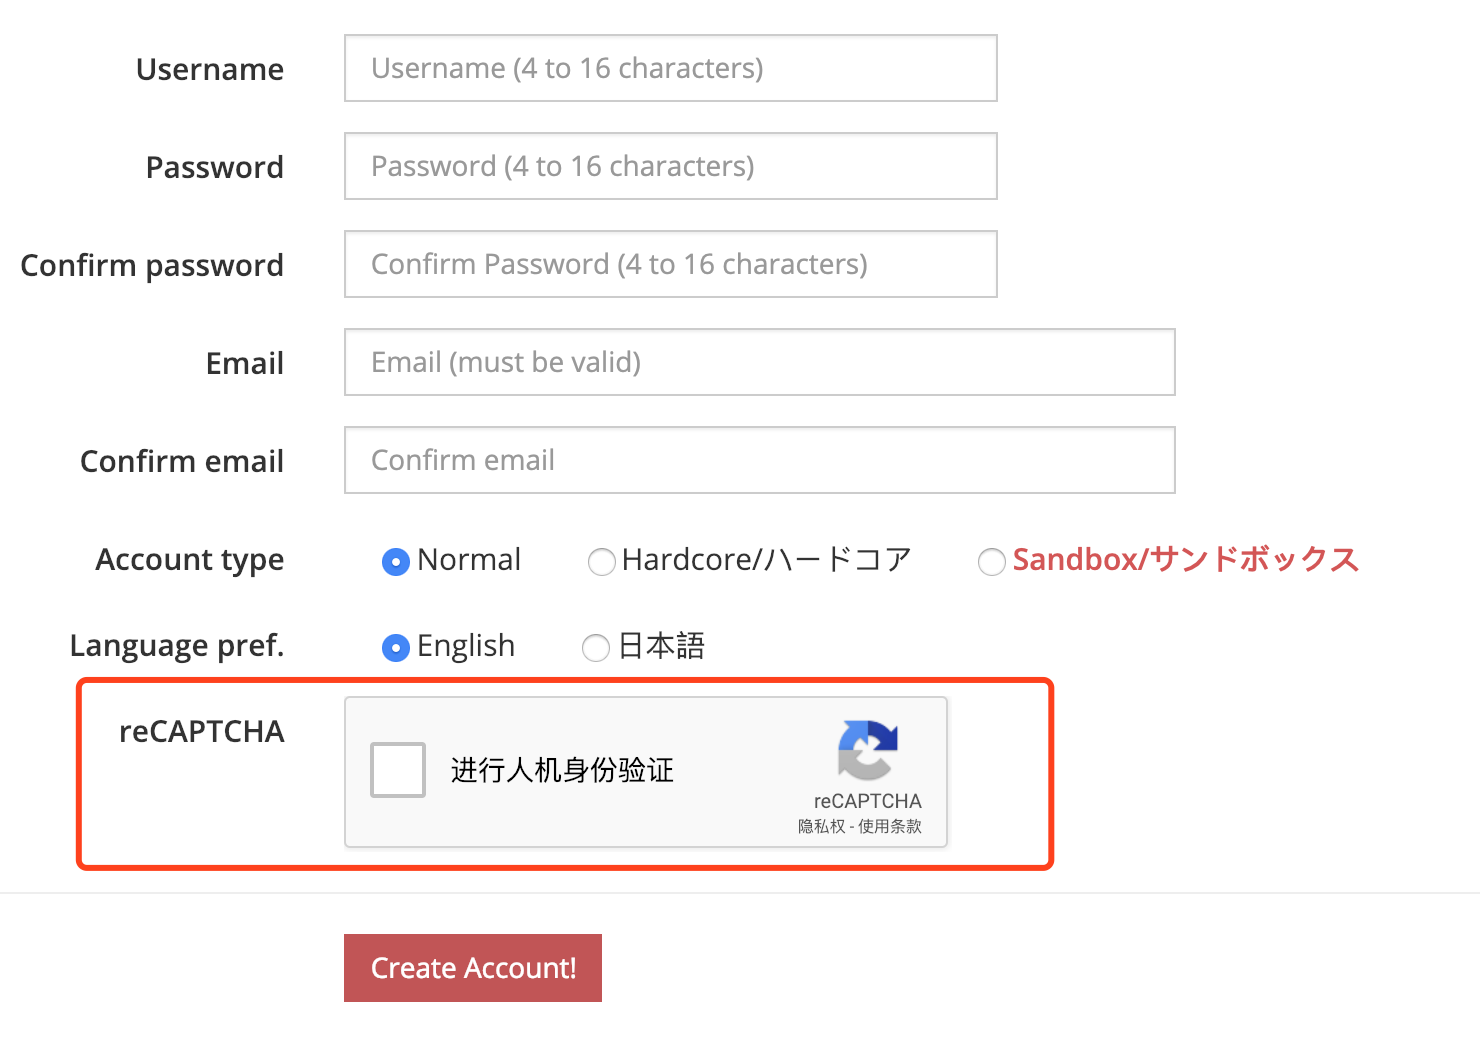 Username Username (4 to 16 characters)
Password Password (4 to 16 characters)
Confirm password Confirm Password (4 to 16 characters)
Email Email (must be valid)
Confirm email Confirm email
Account type Normal Hardcore/ハードコア Sandbox/サンドボックス
Language pref. English 日本語
reCAPTCHA
进行人机身份验证
reCAPTCHA
隐私权 - 使用条款
Create Account!